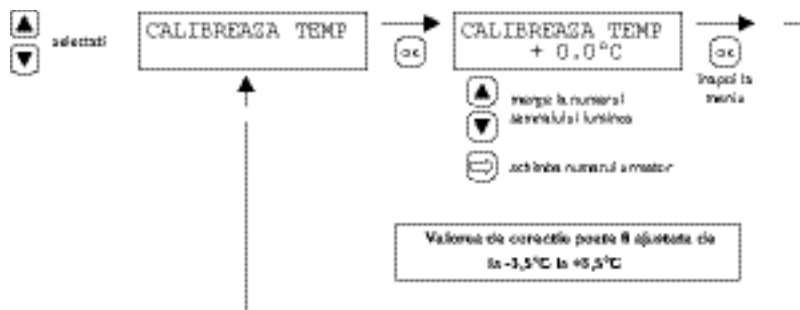 selectati
CALIBREAZA TEMP
OK
CALIBREAZA TEMP
+ 0.0°C
OK
inapoi la
meniu
merge la numarul
semnalului luminos
schimba numarul urmator
Valorea de corectie poate fi ajustata de
la -3,5°C la +3,5°C